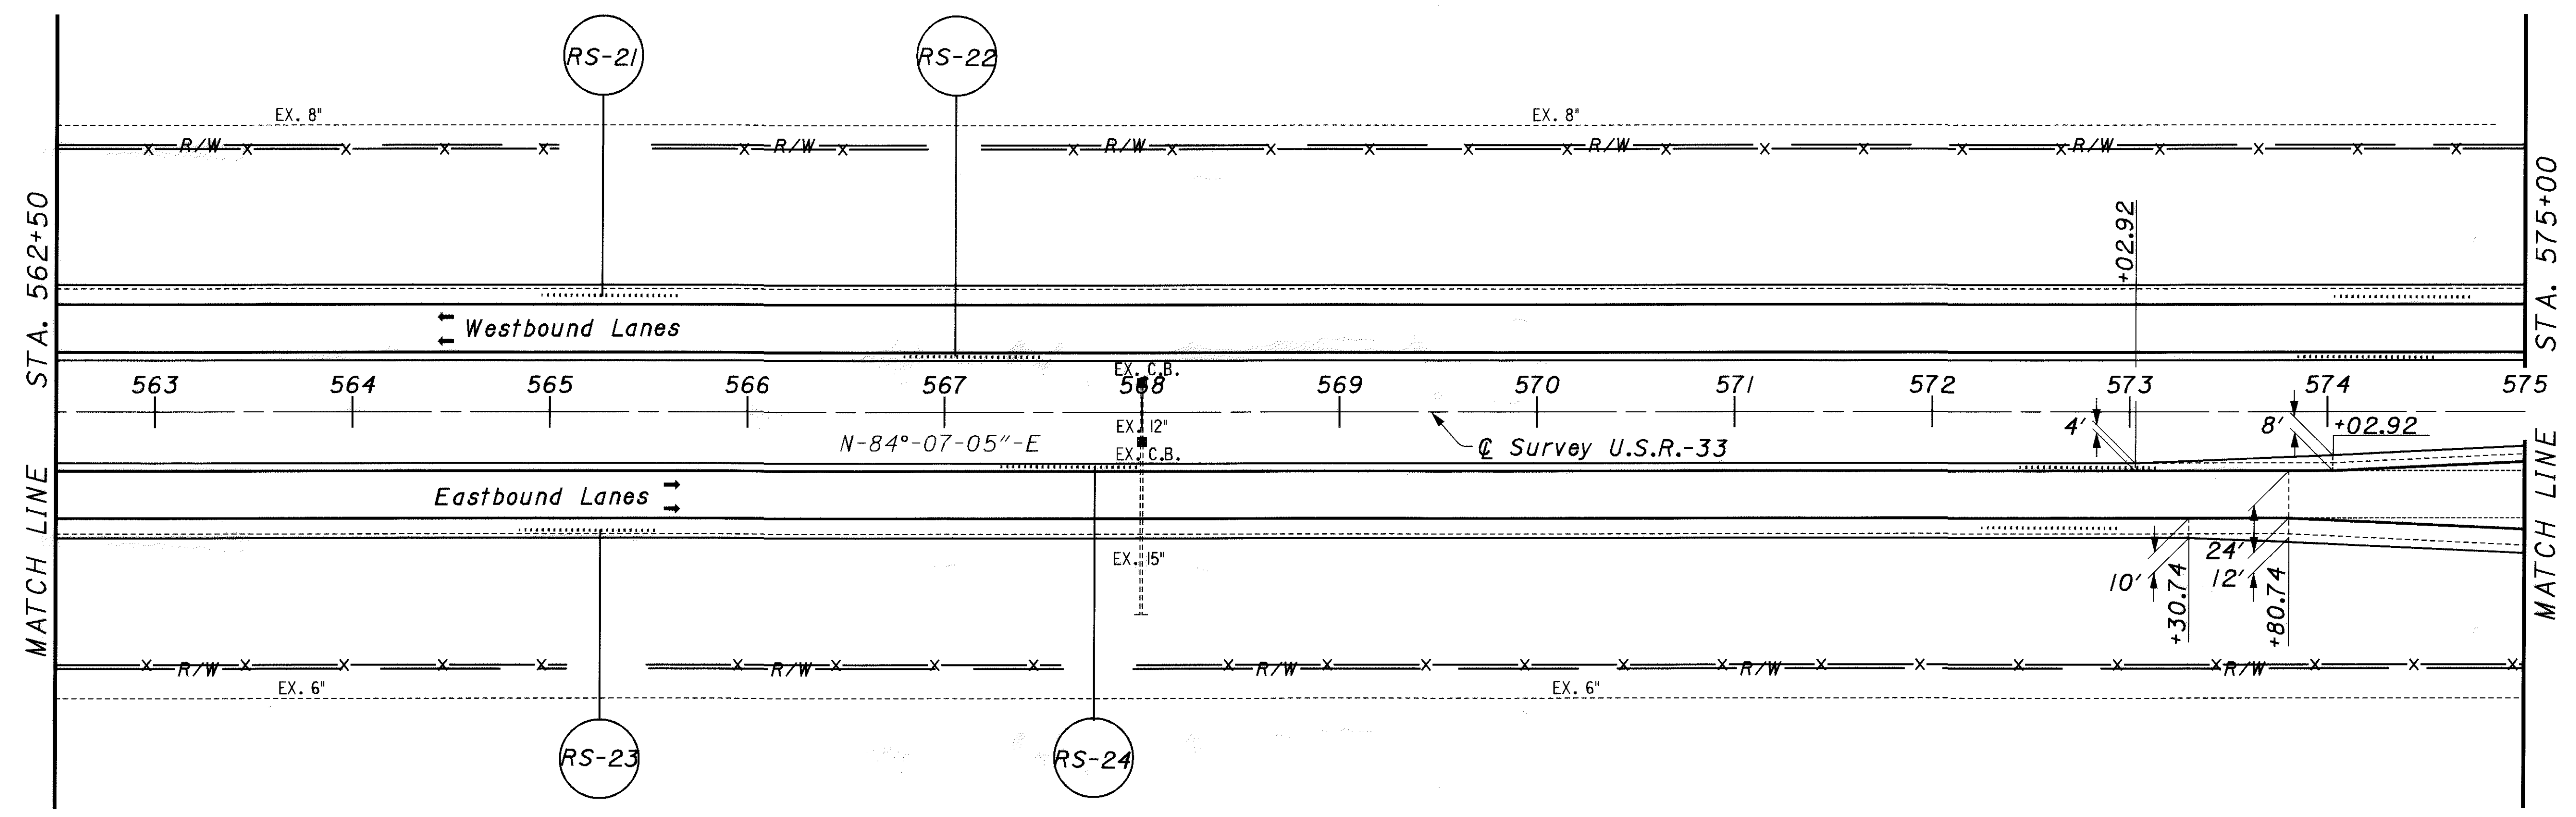 RS-21
RS-22
EX. 8"
EX. 8"
R/W
R/W
R/W
R/W
R/W
STA. 562+50
STA. 575+00
+02.92
Westbound Lanes
EX. C.B.
563
564
565
566
567
568
569
570
571
572
573
574
575
EX. 12"
4'
8'
+02.92
N-84°-07-05"-E
EX. C.B.
℄ Survey U.S.R.-33
Eastbound Lanes
MATCH LINE
MATCH LINE
EX. 15"
24'
10'
12'
+30.74
+80.74
R/W
R/W
R/W
R/W
R/W
EX. 6"
EX. 6"
RS-23
RS-24